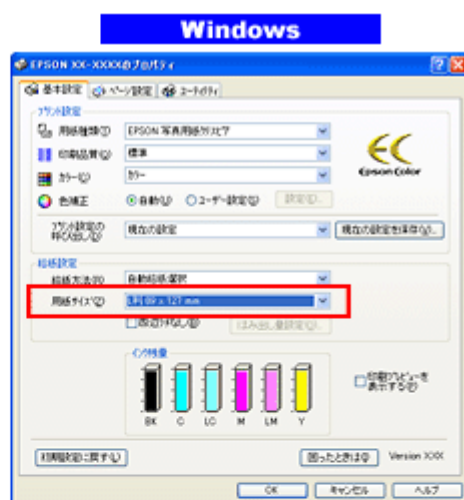 Windows
EPSON XX-XXXXのプロパティ
基本設定 ページ設定 ユーティリティ
プリント設定
用紙種類(T) EPSON 写真用紙クリスピア
印刷品質(Q) 標準
カラー(C) カラー
色補正 自動(U) ユーザー設定(G) 設定(E)...
Epson Color
プリント設定の
呼び出し(L) 現在の設定 現在の設定を保存(V)...
給紙設定
給紙方法(R) 自動給紙選択
用紙サイズ(Z) L判 89 x 127 mm
四辺フチなし(B) はみ出し量設定(J)...
インク残量
BK C LC M LM Y
印刷プレビューを
表示する(P)
初期設定に戻す(K) 困ったときは(I) Version XXX
OK キャンセル ヘルプ